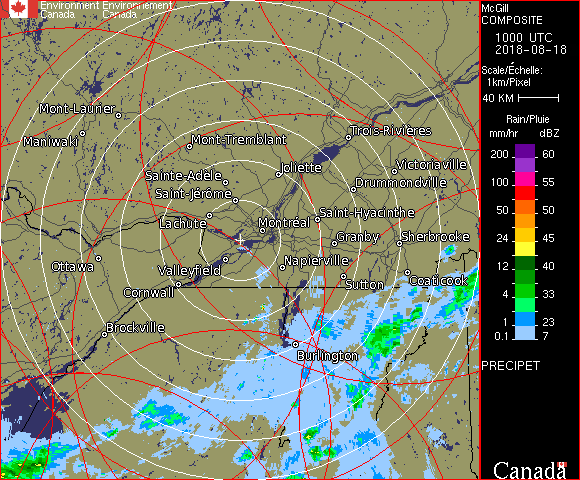 Environment Environnement
Canada Canada
McGill
COMPOSITE
1000 UTC
2018-08-18
Scale/Échelle:
1km/Pixel
40 KM
Rain/Pluie
mm/hr dBZ
200 60
155
100 55
50 50
24 45
12 40
4 33
1 23
0.1 7
PRECIPET
Canada
Mont-Laurier
Maniwaki
Mont-Tremblant
Trois-Rivières
Sainte-Adèle
Joliette
Victoriaville
Saint-Jérôme
Drummondville
Lachute
Montréal
Saint-Hyacinthe
Granby
Sherbrooke
Ottawa
Valleyfield
Napierville
Cornwall
Sutton
Coaticook
Brockville
Burlington